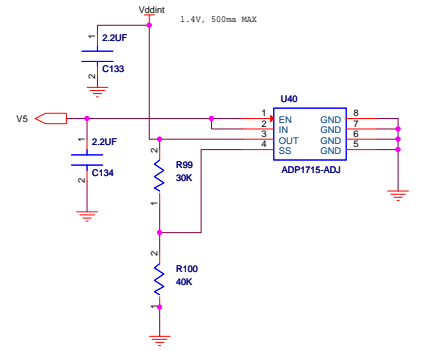 Vddint
1.4V, 500ma MAX
1
2.2UF
2
C133
V5
1
2.2UF
2
C134
U40
1 EN GND 8
2 IN GND 7
3 OUT GND 6
4 SS GND 5
ADP1715-ADJ
2
R99
30K
1
2
R100
40K
1